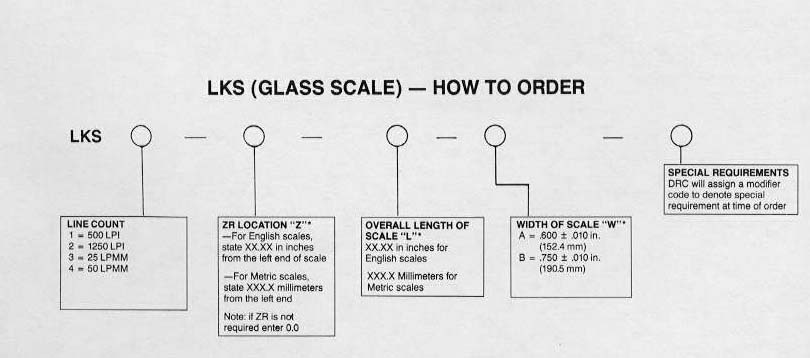 LKS (GLASS SCALE) — HOW TO ORDER
LKS — — — —
LINE COUNT
1 = 500 LPI
2 = 1250 LPI
3 = 25 LPMM
4 = 50 LPMM
ZR LOCATION "Z"*
—For English scales,
state XX.XX in inches
from the left end of scale
—For Metric scales,
state XXX.X millimeters
from the left end
Note: if ZR is not
required enter 0.0
OVERALL LENGTH OF
SCALE "L"*
XX.XX in inches for
English scales
XXX.X Millimeters for
Metric scales
WIDTH OF SCALE "W"*
A = .600 ± .010 in.
(152.4 mm)
B = .750 ± .010 in.
(190.5 mm)
SPECIAL REQUIREMENTS
DRC will assign a modifier
code to denote special
requirement at time of order